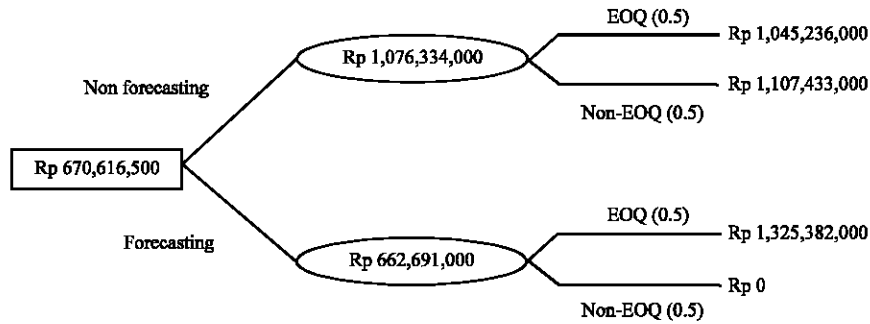 EOQ (0.5)
Rp 1,045,236,000
Rp 1,076,334,000
Rp 1,107,433,000
Non forecasting
Non-EOQ (0.5)
Rp 670,616,500
EOQ (0.5)
Forecasting
Rp 1,325,382,000
Rp 662,691,000
Rp 0
Non-EOQ (0.5)